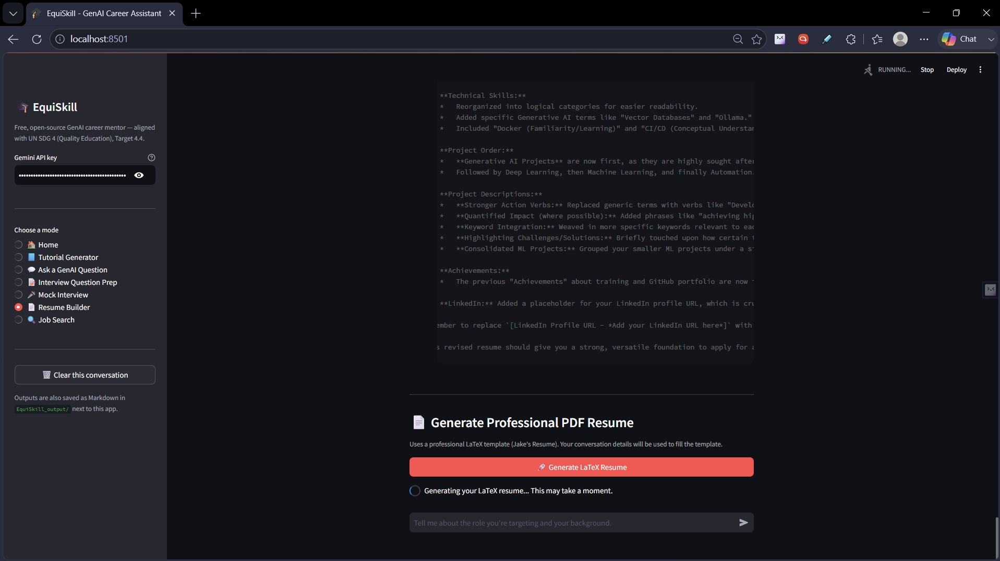 EquiSkill - GenAI Career Assistant
localhost:8501
Chat
RUNNING...
Stop
Deploy
EquiSkill
Free, open-source GenAI career mentor — aligned
with UN SDG 4 (Quality Education), Target 4.4.
Gemini API key
Choose a mode
Home
Tutorial Generator
Ask a GenAI Question
Interview Question Prep
Mock Interview
Resume Builder
Job Search
Clear this conversation
Outputs are also saved as Markdown in
EquiSkill_output/ next to this app.
**Technical Skills:**
*   Reorganized into logical categories for easier readability.
*   Added specific Generative AI terms like "Vector Databases" and "Ollama."
*   Included "Docker (Familiarity/Learning)" and "CI/CD (Conceptual Understan
**Project Order:**
*   **Generative AI Projects** are now first, as they are highly sought after
*   Followed by Deep Learning, then Machine Learning, and finally Automation.
**Project Descriptions:**
*   **Stronger Action Verbs:** Replaced generic terms with verbs like "Develo
*   **Quantified Impact (where possible):** Added phrases like "achieving hig
*   **Keyword Integration:** Weaved in more specific keywords relevant to eac
*   **Highlighting Challenges/Solutions:** Briefly touched upon how certain
*   **Consolidated ML Projects:** Grouped your smaller ML projects under a
**Achievements:**
*   The previous "Achievements" about training and GitHub portfolio are now
**LinkedIn:** Added a placeholder for your LinkedIn profile URL, which is cru
ember to replace `[LinkedIn Profile URL - *Add your LinkedIn URL here*]` with
s revised resume should give you a strong, versatile foundation to apply for a
Generate Professional PDF Resume
Uses a professional LaTeX template (Jake's Resume). Your conversation details will be used to fill the template.
Generate LaTeX Resume
Generating your LaTeX resume... This may take a moment.
Tell me about the role you're targeting and your background.